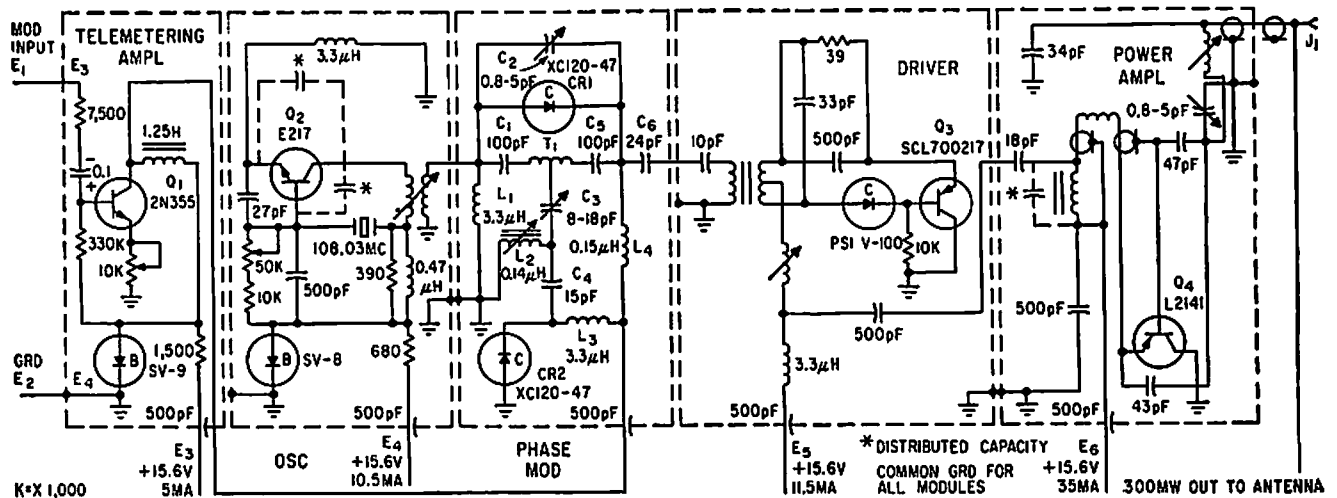 MOD
INPUT
E1
E3
TELEMETERING
AMPL
7,500
1.25H
0.1
−
+
Q1
2N355
330K
10K
GRD
E2
E4
B
SV-9
1,500
500pF
E3
+15.6V
5MA
K=X 1,000
3.3µH
*
Q2
E217
*
27pF
108.03MC
50K
10K
500pF
390
0.47
µH
B
SV-8
680
500pF
OSC
E4
+15.6V
10.5MA
C2
0.8-5pF
XC120-47
CR1
C
C1
100pF
T1
C5
100pF
C6
24pF
L1
3.3µH
C3
8-18pF
L2
0.14µH
0.15µH
L4
C4
15pF
L3
3.3µH
C
CR2
XC120-47
500pF
PHASE
MOD
39
DRIVER
33pF
10pF
500pF
Q3
SCL700217
C
PSI V-100
10K
500pF
3.3µH
500pF
E5
+15.6V
11.5MA
*DISTRIBUTED CAPACITY
COMMON GRD FOR
ALL MODULES
34pF
POWER
AMPL
J1
0.8-5pF
18pF
47pF
*
500pF
Q4
L2141
43pF
500pF
E6
+15.6V
35MA
300MW OUT TO ANTENNA